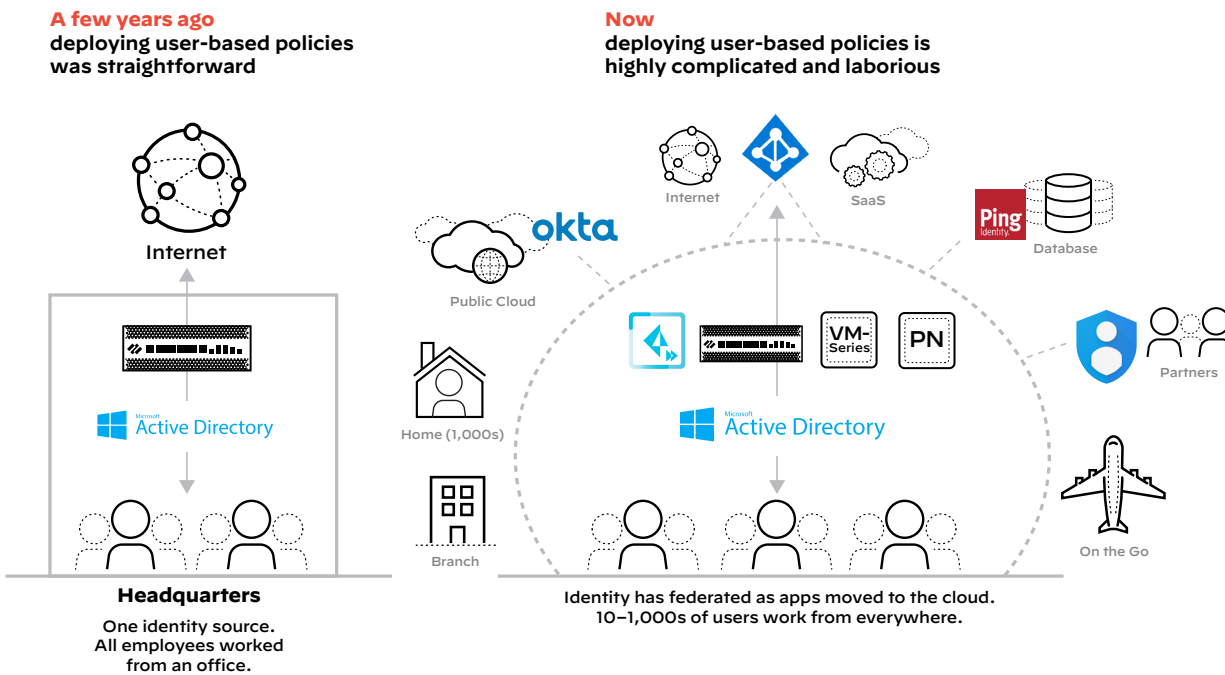 A few years ago
deploying user-based policies
was straightforward
Internet
Microsoft
Active Directory
Headquarters
One identity source.
All employees worked
from an office.
Now
deploying user-based policies is
highly complicated and laborious
Internet
SaaS
okta
Public Cloud
Ping
Identity.
Database
VM-
Series
PN
Partners
Home (1,000s)
Microsoft
Active Directory
Branch
On the Go
Identity has federated as apps moved to the cloud.
10–1,000s of users work from everywhere.